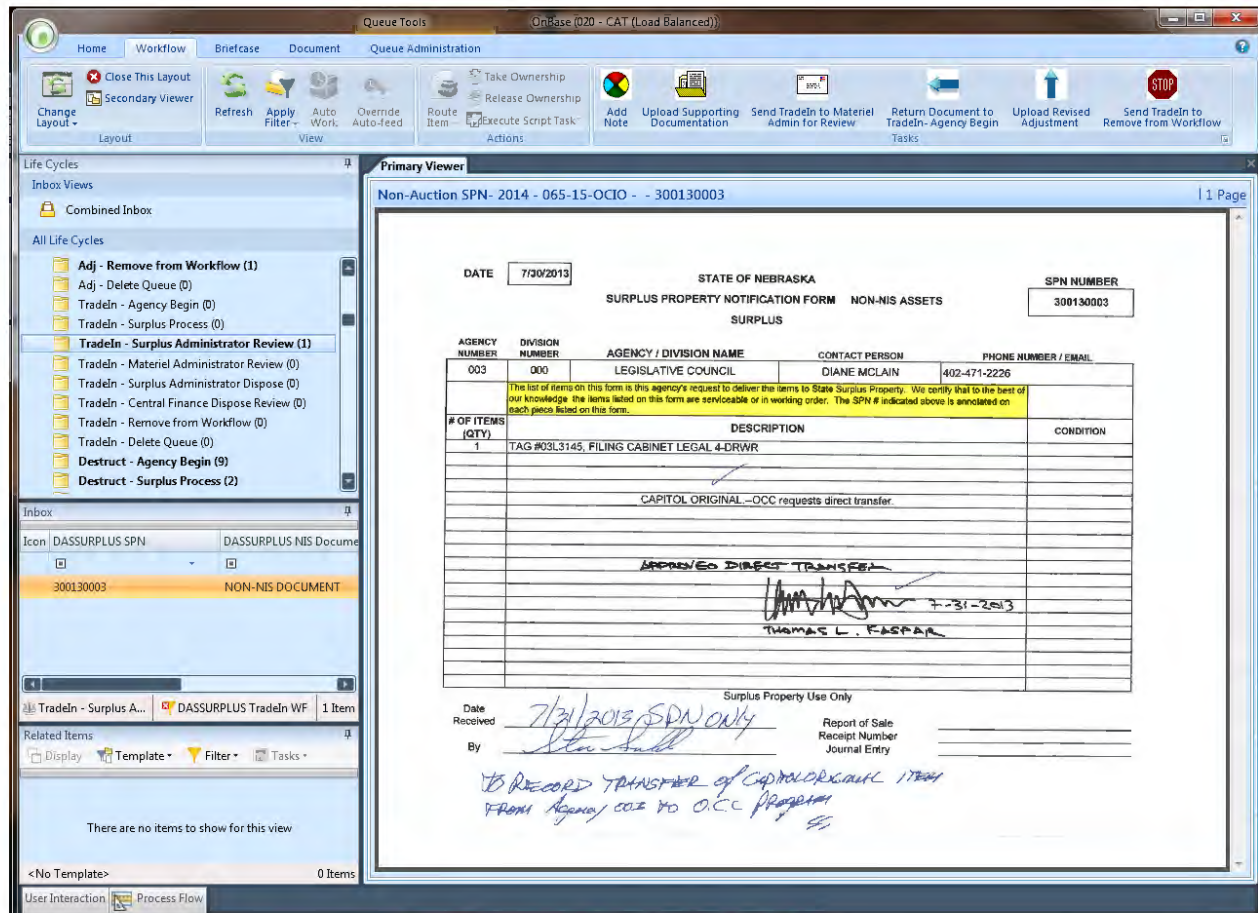 Queue Tools
OnBase (020 - CAT (Load Balanced))
Home Workflow Briefcase Document Queue Administration
Change Layout
Close This Layout
Secondary Viewer
Layout
Refresh
Apply Filter
Auto Work.
Override Auto-feed
View
Route Item
Take Ownership
Release Ownership
Execute Script Task
Actions
Add Note
Upload Supporting Documentation
Send TradeIn to Materiel Admin for Review
Return Document to TradeIn- Agency Begin
Upload Revised Adjustment
STOP
Send TradeIn to Remove from Workflow
Tasks
Life Cycles
Inbox Views
Combined Inbox
All Life Cycles
Adj - Remove from Workflow (1)
Adj - Delete Queue (0)
TradeIn - Agency Begin (0)
TradeIn - Surplus Process (0)
TradeIn - Surplus Administrator Review (1)
TradeIn - Materiel Administrator Review (0)
TradeIn - Surplus Administrator Dispose (0)
TradeIn - Central Finance Dispose Review (0)
TradeIn - Remove from Workflow (0)
TradeIn - Delete Queue (0)
Destruct - Agency Begin (9)
Destruct - Surplus Process (2)
Inbox
Icon DASSURPLUS SPN DASSURPLUS NIS Docume
300130003 NON-NIS DOCUMENT
TradeIn - Surplus A... DASSURPLUS TradeIn WF 1 Item
Related Items
Display Template Filter Tasks
There are no items to show for this view
<No Template> 0 Items
User Interaction Process Flow
Primary Viewer
Non-Auction SPN- 2014 - 065-15-OCIO - - 300130003 | 1 Page
DATE 7/30/2013
STATE OF NEBRASKA
SURPLUS PROPERTY NOTIFICATION FORM NON-NIS ASSETS
SURPLUS
SPN NUMBER
300130003
AGENCY NUMBER DIVISION NUMBER AGENCY / DIVISION NAME CONTACT PERSON PHONE NUMBER / EMAIL
003 000 LEGISLATIVE COUNCIL DIANE MCLAIN 402-471-2226
The list of items on this form is this agency's request to deliver the items to State Surplus Property. We certify that to the best of
our knowledge the items listed on this form are serviceable or in working order. The SPN # indicated above is annotated on
each piece listed on this form.
# OF ITEMS (QTY) DESCRIPTION CONDITION
1 TAG #03L3145, FILING CABINET LEGAL 4-DRWR
CAPITOL ORIGINAL.--OCC requests direct transfer.
APPROVED DIRECT TRANSFER
7-31-2013
THOMAS L. KASPAR
Surplus Property Use Only
Date Received 7/31/2013 SPN ONLY
By
Report of Sale
Receipt Number
Journal Entry
TO RECORD TRANSFER of CAPITOL ORIGINAL ITEM
FROM Agency 003 to O.C.C Program